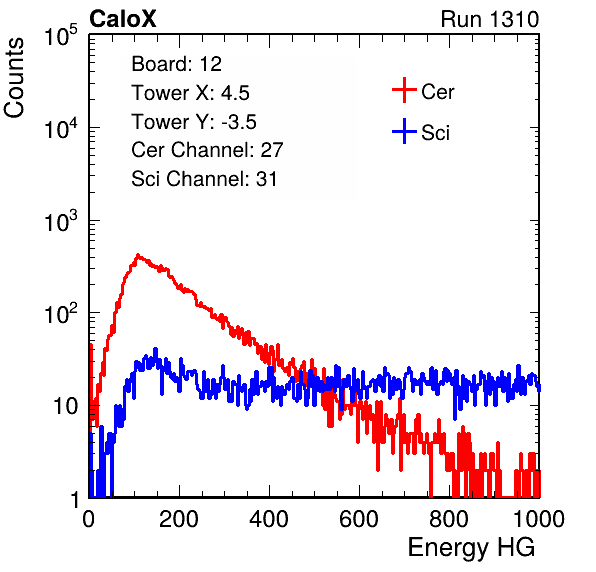 CaloX Run 1310
Counts
10^5
10^4
10^3
10^2
10
1
Board: 12
Tower X: 4.5
Tower Y: -3.5
Cer Channel: 27
Sci Channel: 31
Cer
Sci
0 200 400 600 800 1000
Energy HG